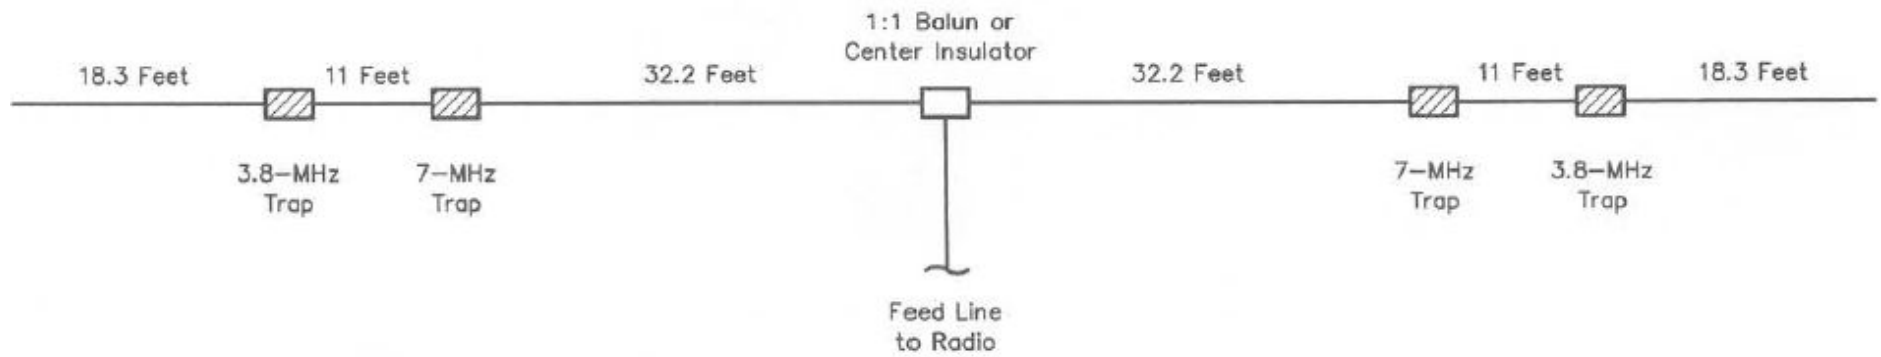 1:1 Balun or
Center Insulator
18.3 Feet
11 Feet
32.2 Feet
32.2 Feet
11 Feet
18.3 Feet
3.8-MHz
Trap
7-MHz
Trap
7-MHz
Trap
3.8-MHz
Trap
Feed Line
to Radio